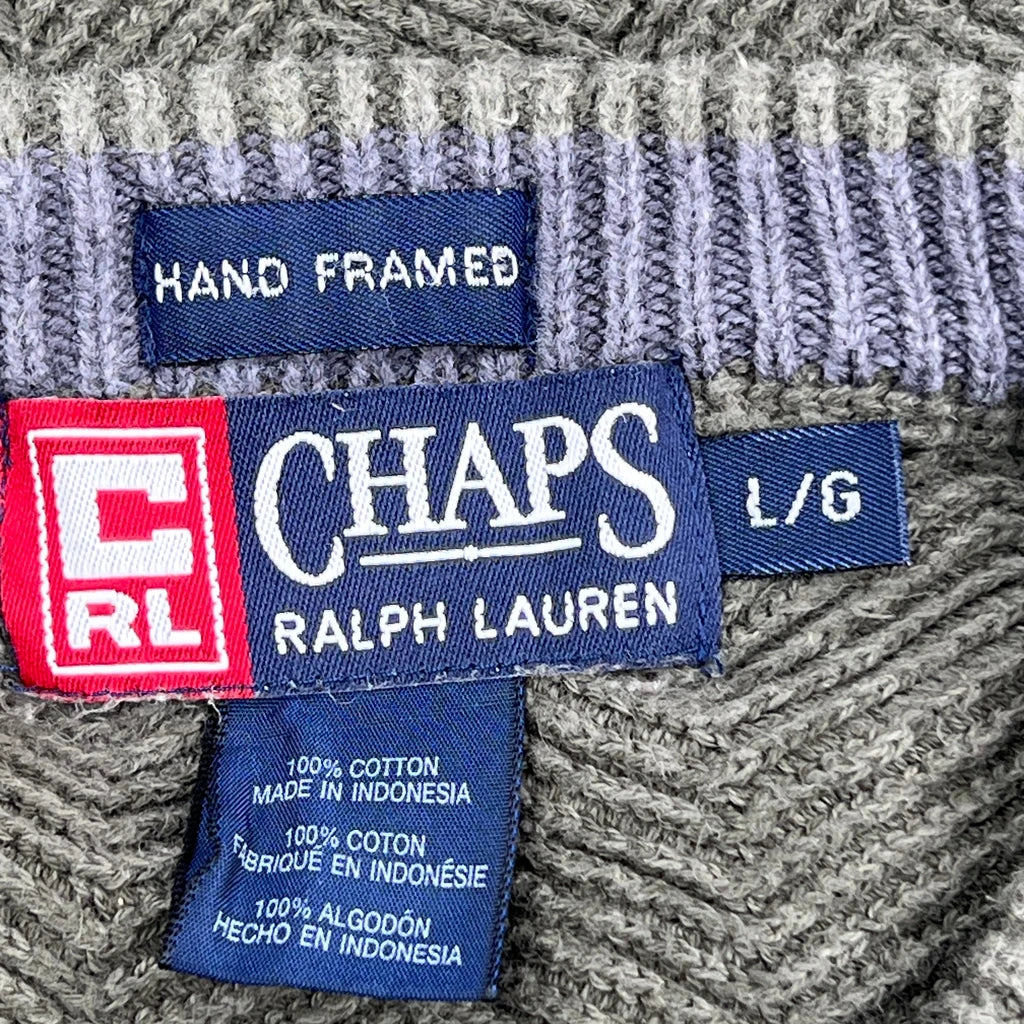 HAND FRAMED
C
RL
CHAPS
RALPH LAUREN
L/G
100% COTTON
MADE IN INDONESIA
100% COTON
FABRIQUÉ EN INDONÉSIE
100% ALGODÓN
HECHO EN INDONESIA